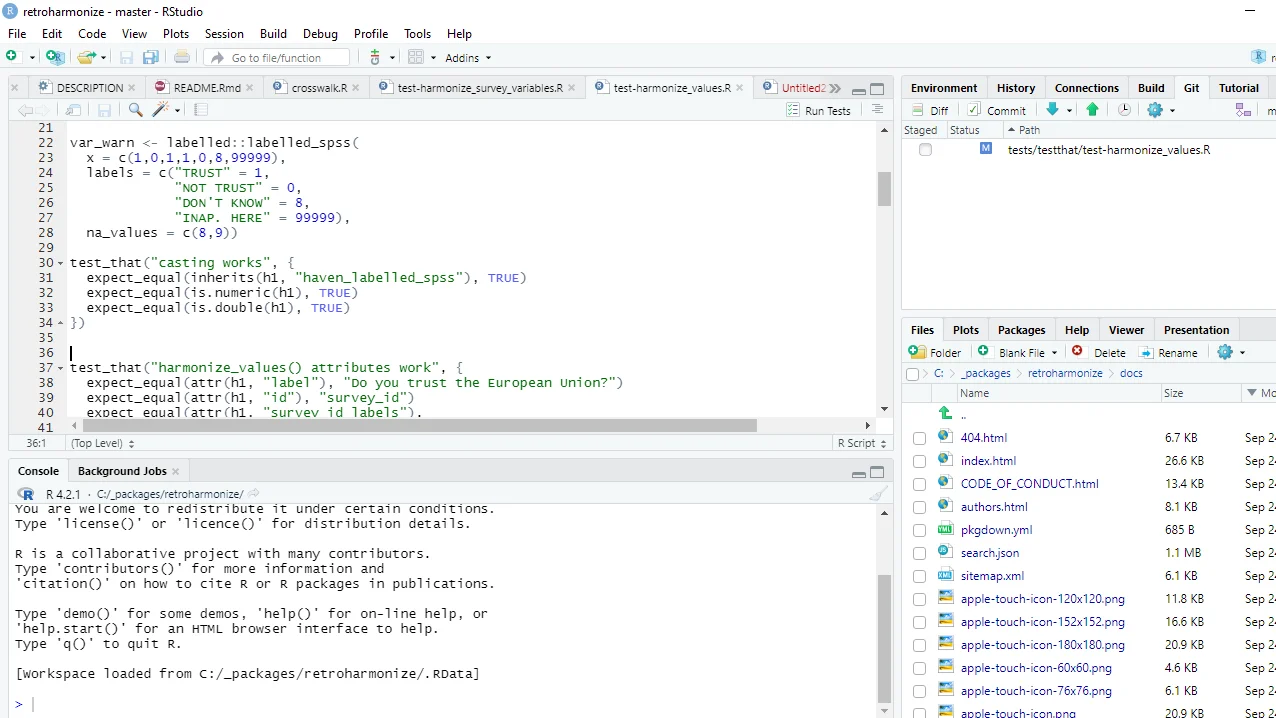 retroharmonize - master - RStudio
File Edit Code View Plots Session Build Debug Profile Tools Help
Go to file/function Addins
DESCRIPTION README.Rmd crosswalk.R test-harmonize_survey_variables.R test-harmonize_values.R Untitled2
Run Tests
21
22 var_warn <- labelled::labelled_spss(
23 x = c(1,0,1,1,0,8,99999),
24 labels = c("TRUST" = 1,
25 "NOT TRUST" = 0,
26 "DON'T KNOW" = 8,
27 "INAP. HERE" = 99999),
28 na_values = c(8,9))
29
30 test_that("casting works", {
31 expect_equal(inherits(h1, "haven_labelled_spss"), TRUE)
32 expect_equal(is.numeric(h1), TRUE)
33 expect_equal(is.double(h1), TRUE)
34 })
35
36
37 test_that("harmonize_values() attributes work", {
38 expect_equal(attr(h1, "label"), "Do you trust the European Union?")
39 expect_equal(attr(h1, "id"), "survey_id")
40 expect_equal(attr(h1, "survey_id_labels"),
41
36:1 (Top Level) R Script
Console Background Jobs
R 4.2.1 · C:/_packages/retroharmonize/
You are welcome to redistribute it under certain conditions.
Type 'license()' or 'licence()' for distribution details.
R is a collaborative project with many contributors.
Type 'contributors()' for more information and
'citation()' on how to cite R or R packages in publications.
Type 'demo()' for some demos, 'help()' for on-line help, or
'help.start()' for an HTML browser interface to help.
Type 'q()' to quit R.
[Workspace loaded from C:/_packages/retroharmonize/.RData]
>
Environment History Connections Build Git Tutorial
Diff Commit
Staged Status Path
M tests/testthat/test-harmonize_values.R
Files Plots Packages Help Viewer Presentation
Folder Blank File Delete Rename
C: _packages retroharmonize docs
Name Size Mo
..
404.html 6.7 KB Sep 24
index.html 26.6 KB Sep 24
CODE_OF_CONDUCT.html 13.4 KB Sep 24
authors.html 8.1 KB Sep 24
pkgdown.yml 685 B Sep 24
search.json 1.1 MB Sep 24
sitemap.xml 6.1 KB Sep 24
apple-touch-icon-120x120.png 11.8 KB Sep 24
apple-touch-icon-152x152.png 16.6 KB Sep 24
apple-touch-icon-180x180.png 20.9 KB Sep 24
apple-touch-icon-60x60.png 4.6 KB Sep 24
apple-touch-icon-76x76.png 6.1 KB Sep 24
apple-touch-icon.png 20.9 KB Sep 24